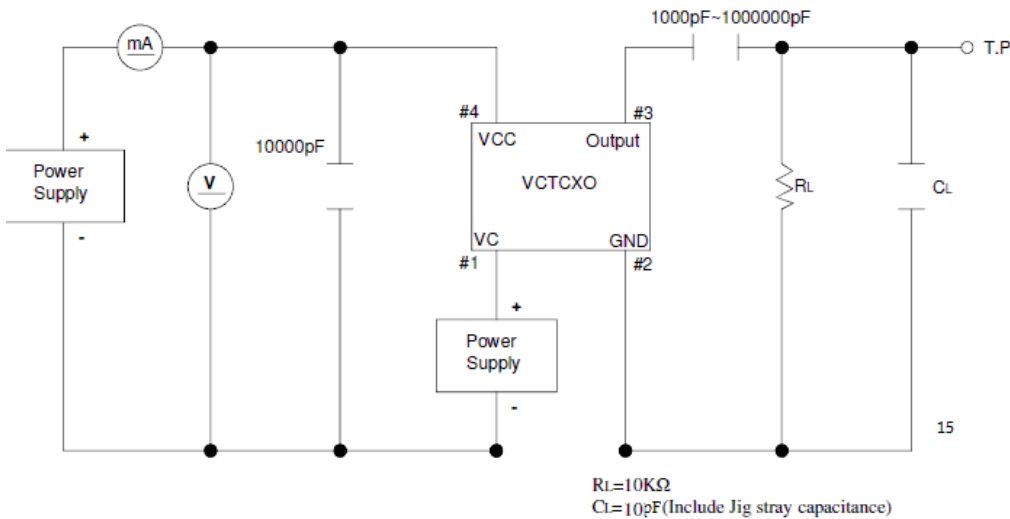 1000pF~1000000pF
mA
T.P
#4
#3
+
10000pF
VCC
Output
Power
Supply
V
VCTCXO
RL
CL
-
VC
GND
#1
#2
+
Power
Supply
-
15
RL=10KΩ
CL=10pF(Include Jig stray capacitance)